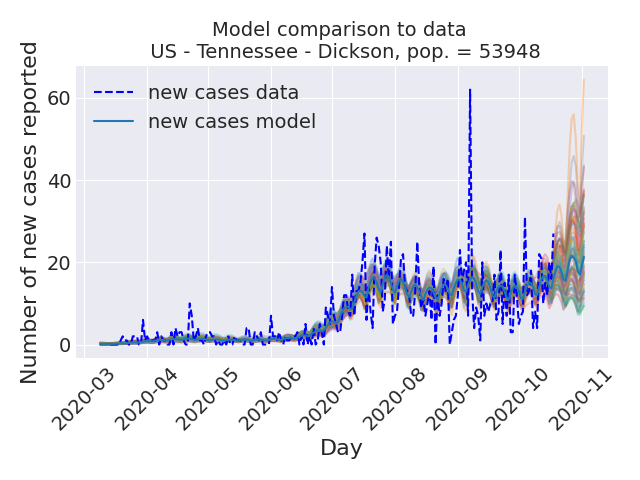 Model comparison to data
US - Tennessee - Dickson, pop. = 53948
Number of new cases reported
60
40
20
0
new cases data
new cases model
2020-03
2020-04
2020-05
2020-06
2020-07
2020-08
2020-09
2020-10
2020-11
Day